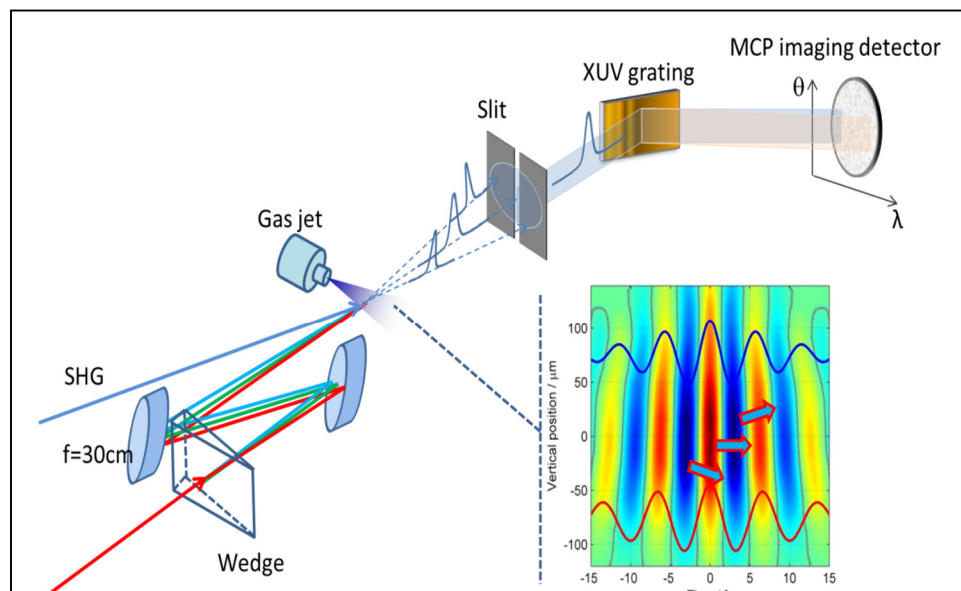 MCP imaging detector
XUV grating
θ
Slit
λ
Gas jet
SHG
f=30cm
Wedge
Vertical position / μm
100
50
0
-50
-100
-15
-10
-5
0
5
10
15